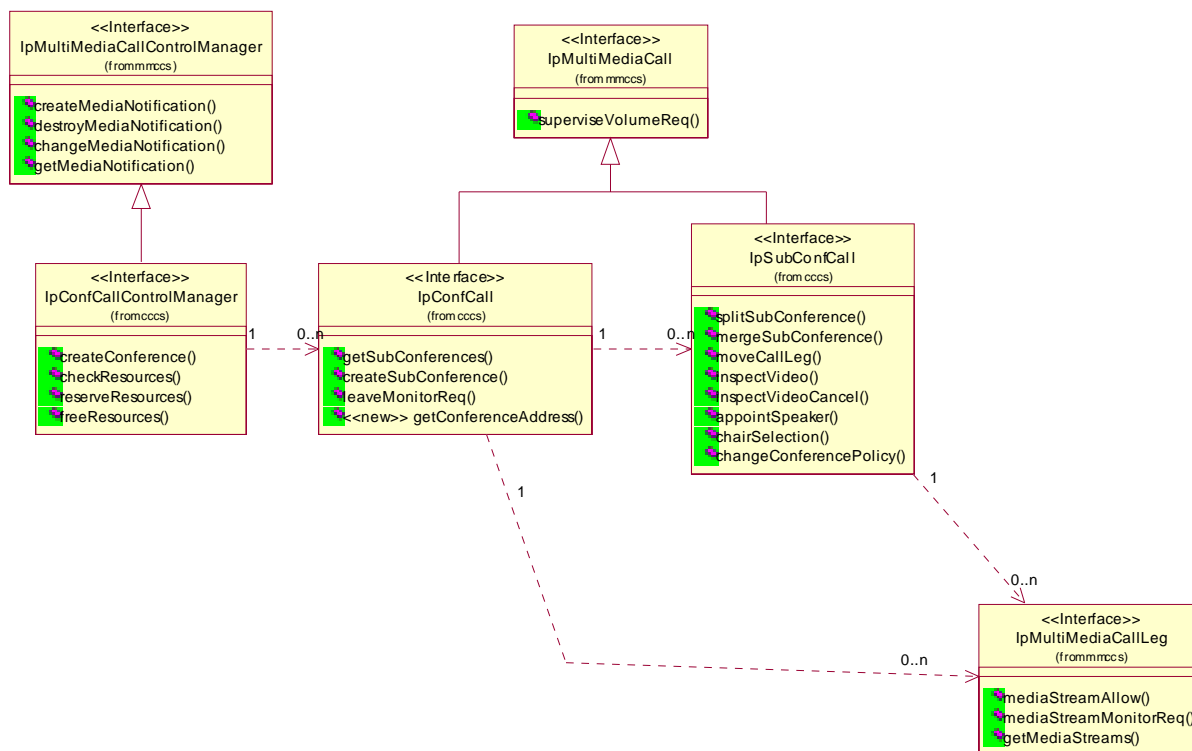 <<Interface>>
IpMultiMediaCallControlManager
(from mmccs)
createMediaNotification()
destroyMediaNotification()
changeMediaNotification()
getMediaNotification()
<<Interface>>
IpMultiMediaCall
(from mmccs)
superviseVolumeReq()
<<Interface>>
IpConfCallControlManager
(from cccs)
createConference()
checkResources()
reserveResources()
freeResources()
1
0..n
<<Interface>>
IpConfCall
(from cccs)
getSubConferences()
createSubConference()
leaveMonitorReq()
<<new>> getConferenceAddress()
1
0..n
<<Interface>>
IpSubConfCall
(from cccs)
splitSubConference()
mergeSubConference()
moveCallLeg()
inspectVideo()
inspectVideoCancel()
appointSpeaker()
chairSelection()
changeConferencePolicy()
1
1
0..n
0..n
<<Interface>>
IpMultiMediaCallLeg
(from mmccs)
mediaStreamAllow()
mediaStreamMonitorReq()
getMediaStreams()